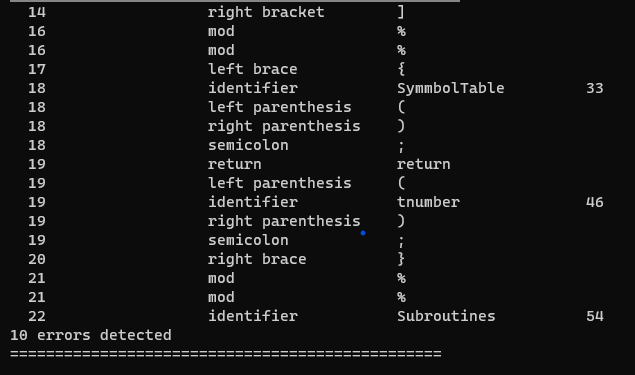 14 right bracket ]
16 mod %
16 mod %
17 left brace {
18 identifier SymmbolTable 33
18 left parenthesis (
18 right parenthesis )
18 semicolon ;
19 return return
19 left parenthesis (
19 identifier tnumber 46
19 right parenthesis )
19 semicolon ;
20 right brace }
21 mod %
21 mod %
22 identifier Subroutines 54
10 errors detected
================================================